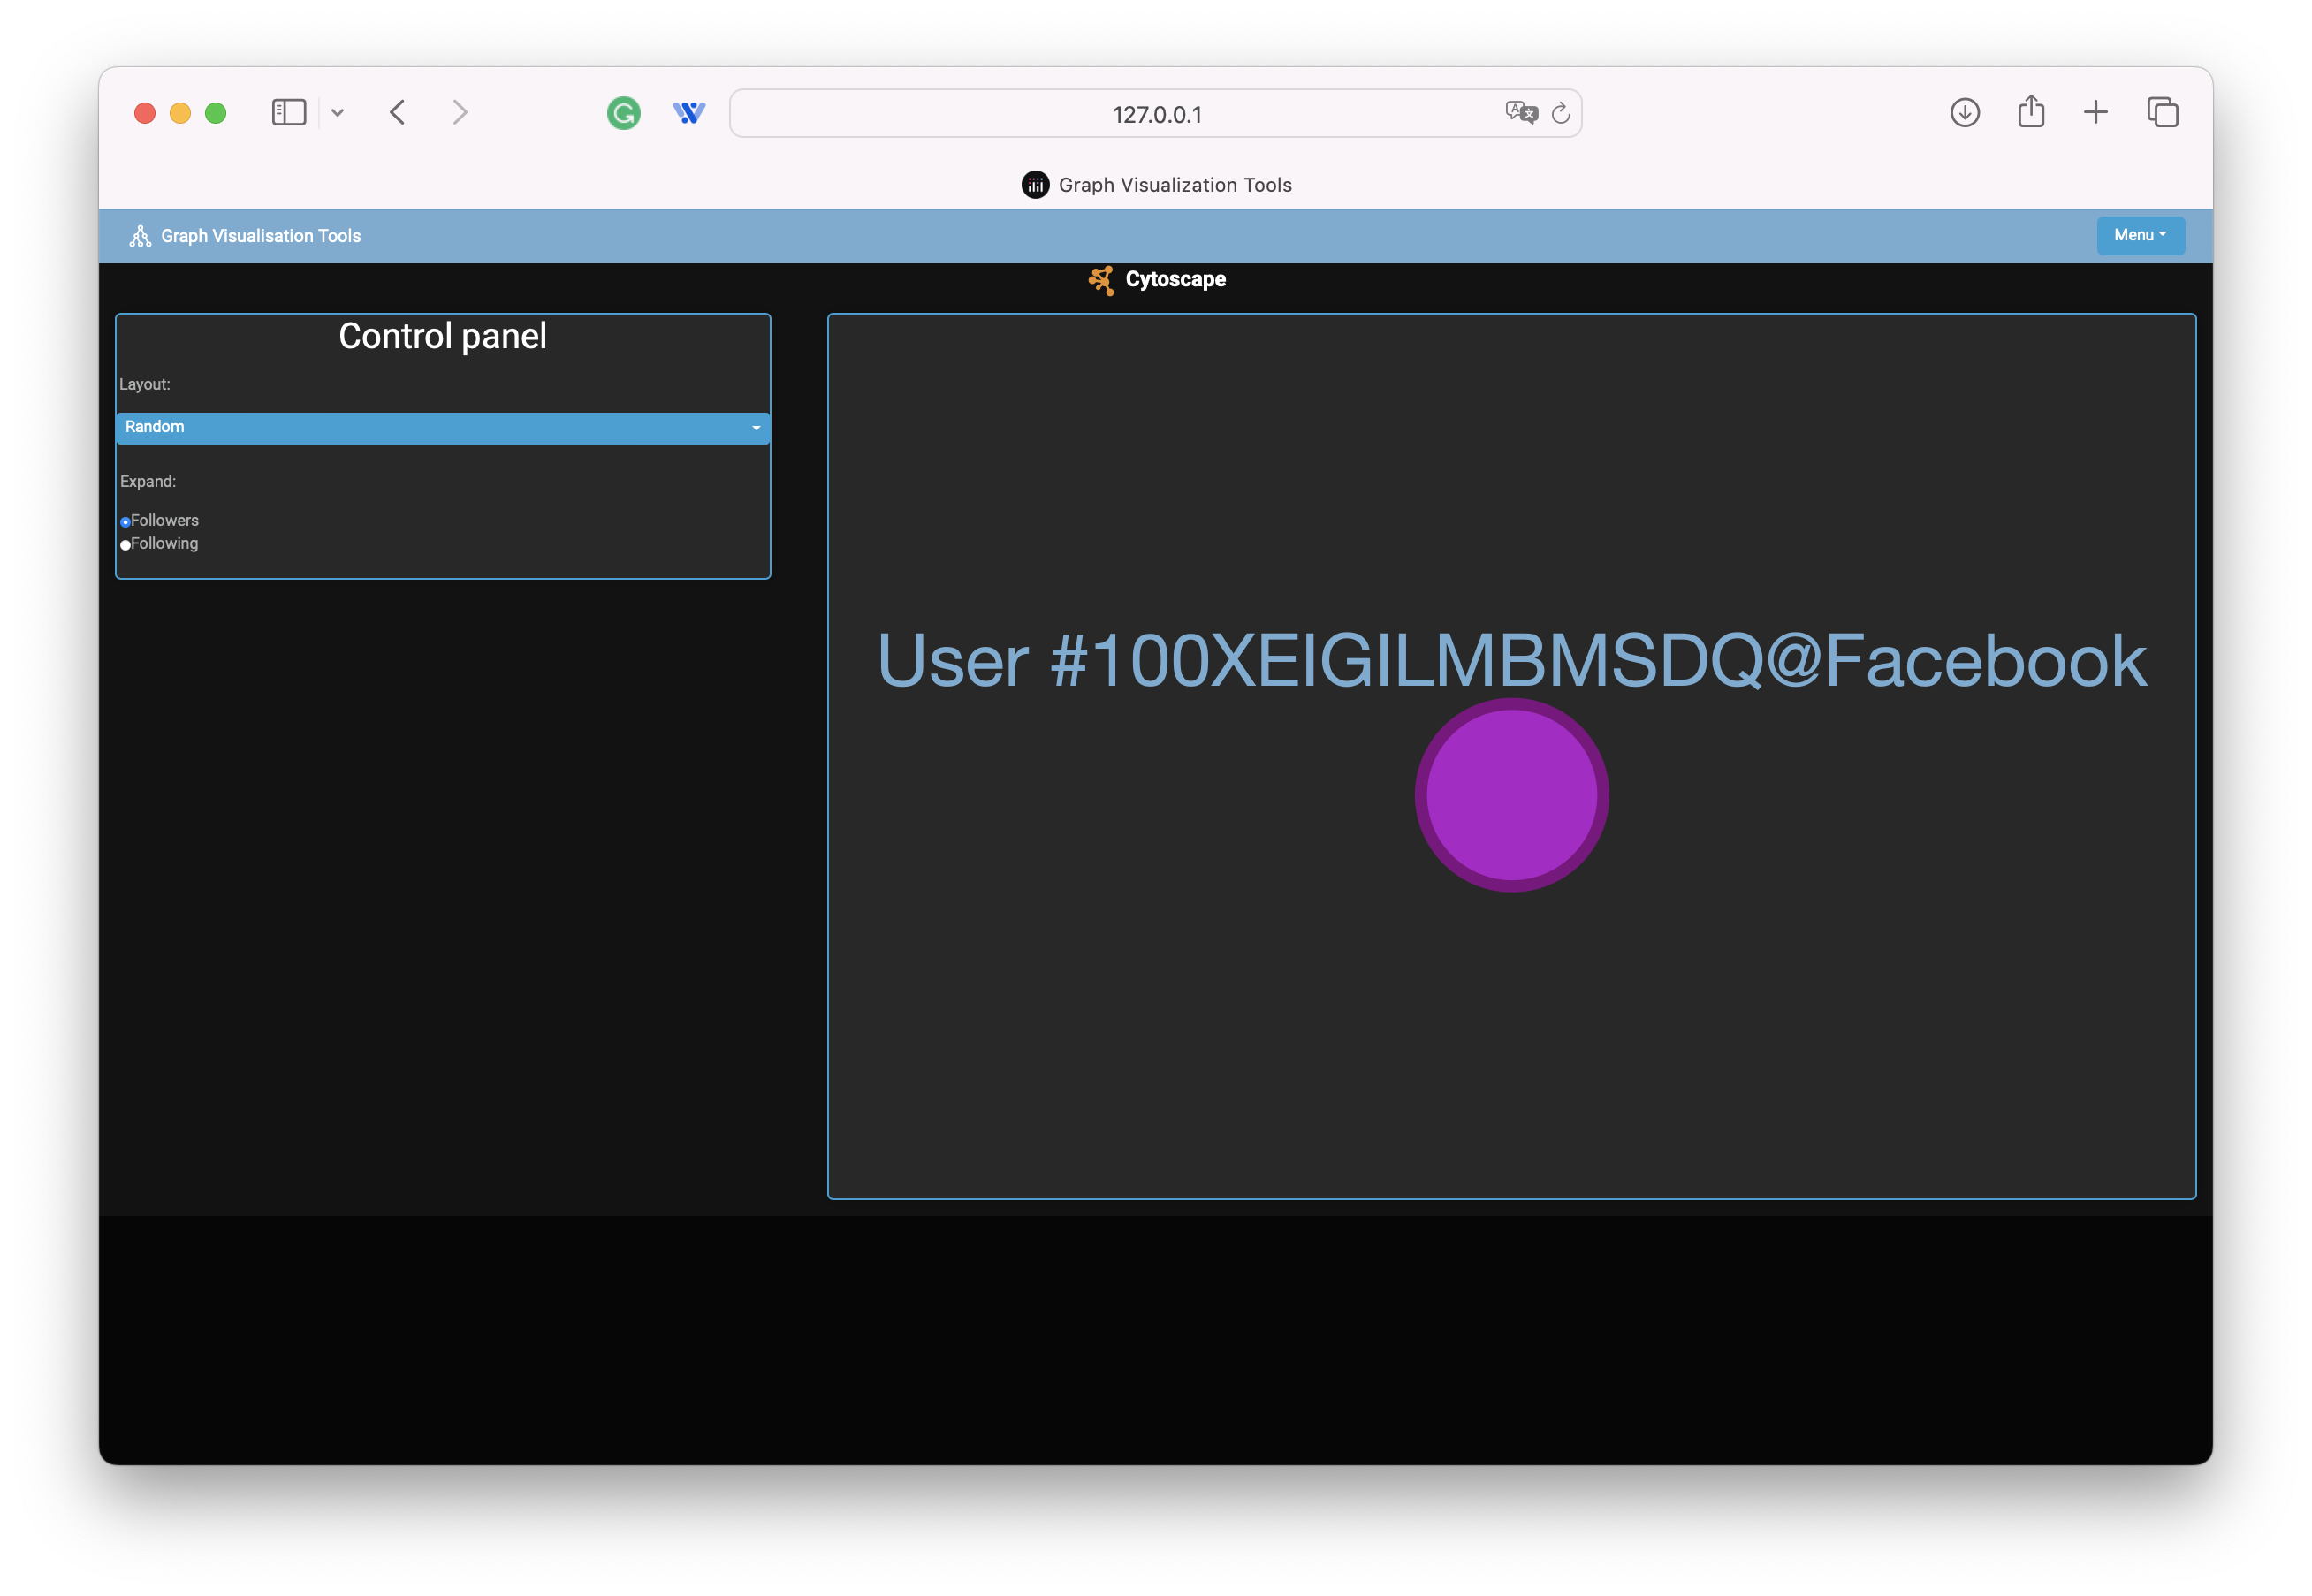 127.0.0.1
Graph Visualization Tools
Graph Visualisation Tools
Menu
Cytoscape
Control panel
Layout:
Random
Expand:
Followers
Following
User #100XEIGILMBMSDQ@Facebook